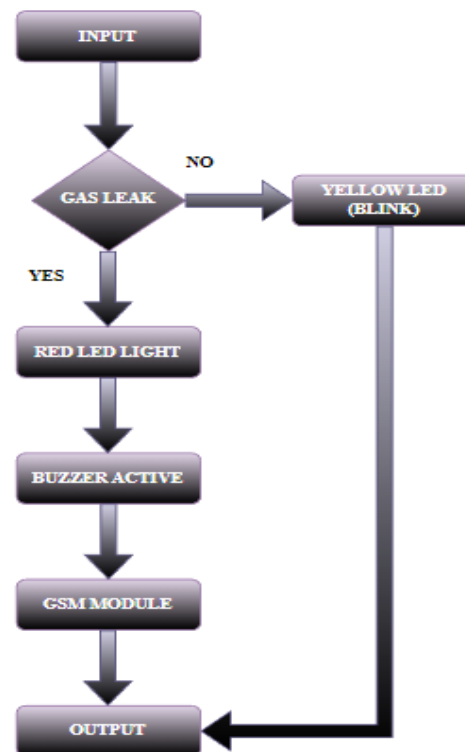 INPUT
NO
GAS LEAK
YELLOW LED
(BLINK)
YES
RED LED LIGHT
BUZZER ACTIVE
GSM MODULE
OUTPUT